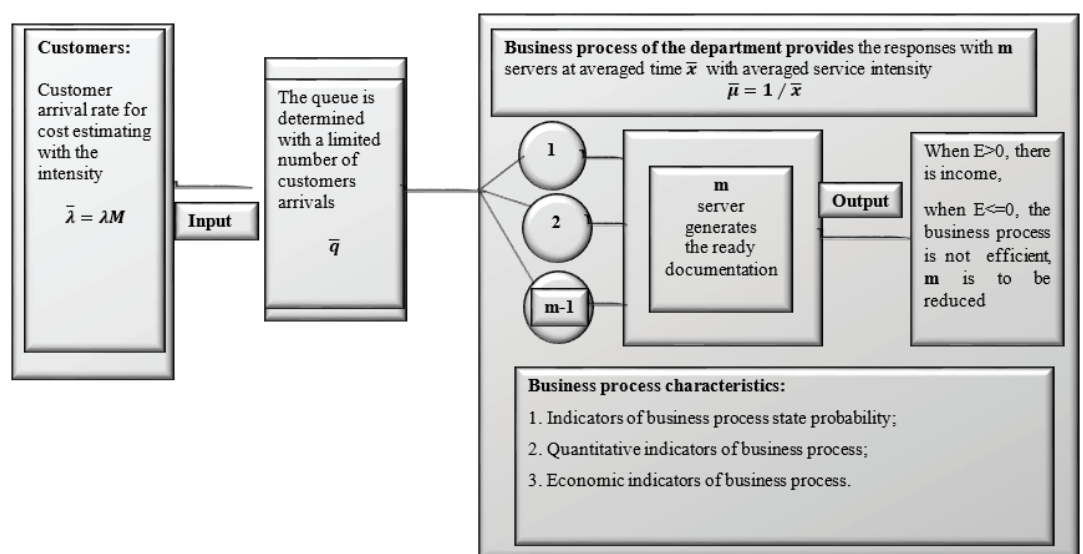 Customers:
Customer
arrival rate for
cost estimating
with the
intensity
λ̅ = λM
Input
The queue is
determined
with a limited
number of
customers
arrivals
q̅
Business process of the department provides the responses with m
servers at averaged time x̅ with averaged service intensity
μ̅ = 1 / x̅
1
2
m-1
m
server
generates
the ready
documentation
Output
When E>0, there
is income,
when E<=0, the
business process
is not efficient,
m is to be
reduced
Business process characteristics:
1. Indicators of business process state probability;
2. Quantitative indicators of business process;
3. Economic indicators of business process.